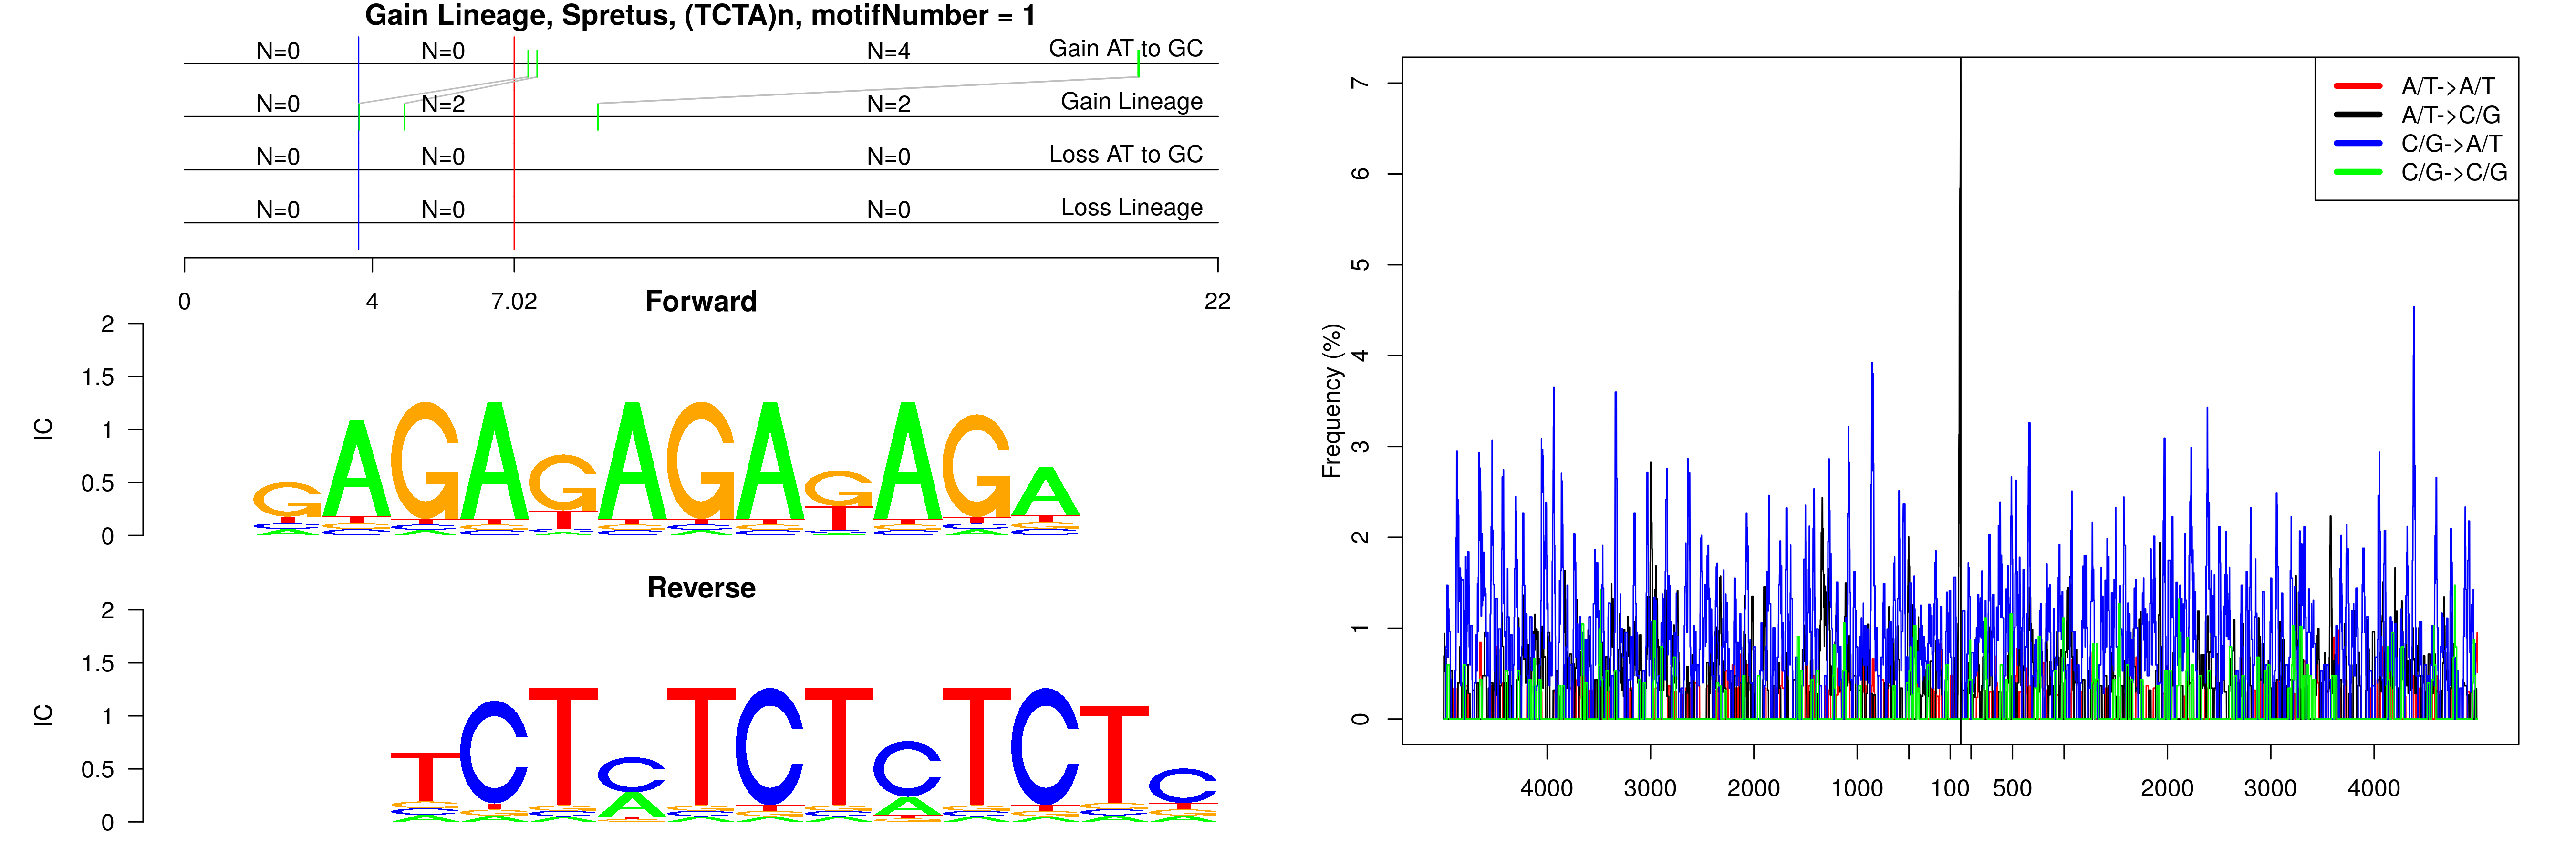 Gain Lineage, Spretus, (TCTA)n, motifNumber = 1
N=0 N=0 N=4 Gain AT to GC
N=0 N=2 N=2 Gain Lineage
N=0 N=0 N=0 Loss AT to GC
N=0 N=0 N=0 Loss Lineage
0 4 7.02 22
Forward
IC
2
1.5
1
0.5
0
GAGAGAGAGAGA
Reverse
IC
2
1.5
1
0.5
0
TCTCTCTCTCTC
Frequency (%)
7
6
5
4
3
2
1
0
A/T->A/T
A/T->C/G
C/G->A/T
C/G->C/G
4000 3000 2000 1000 100 500 2000 3000 4000